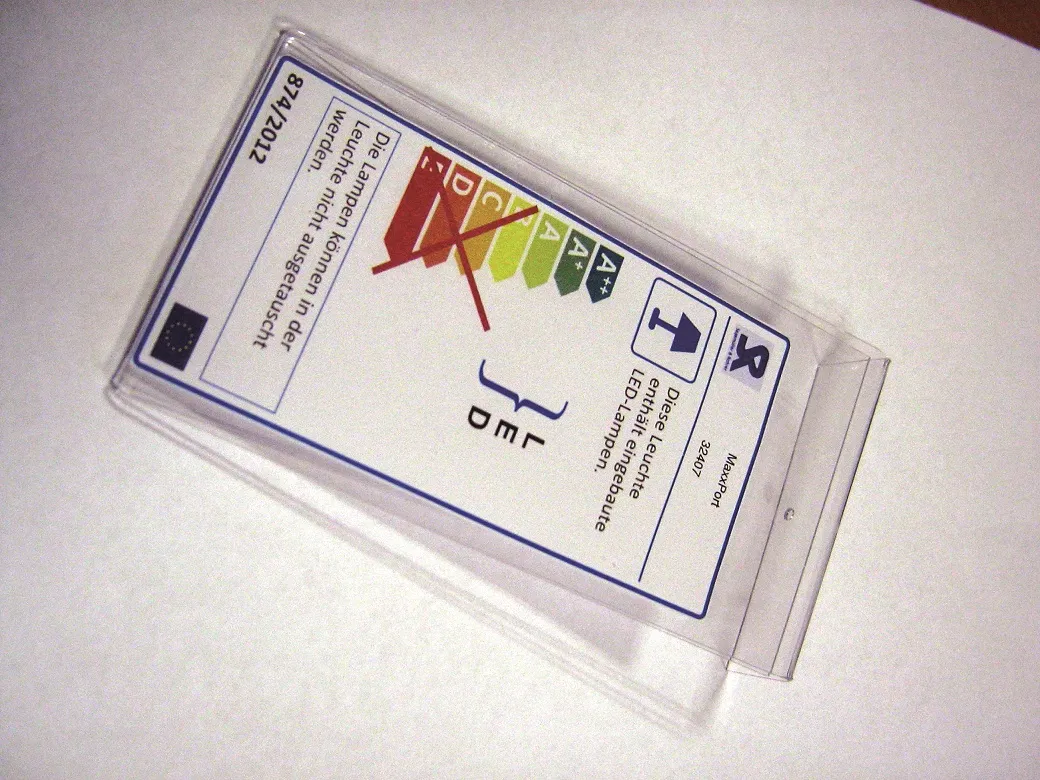 MaxxPort
32407
Diese Leuchte
enthält eingebaute
LED-Lampen.
A++
A+
A
B
C
D
E
L
E
D
Die Lampen können in der
Leuchte nicht ausgetauscht
werden.
874/2012